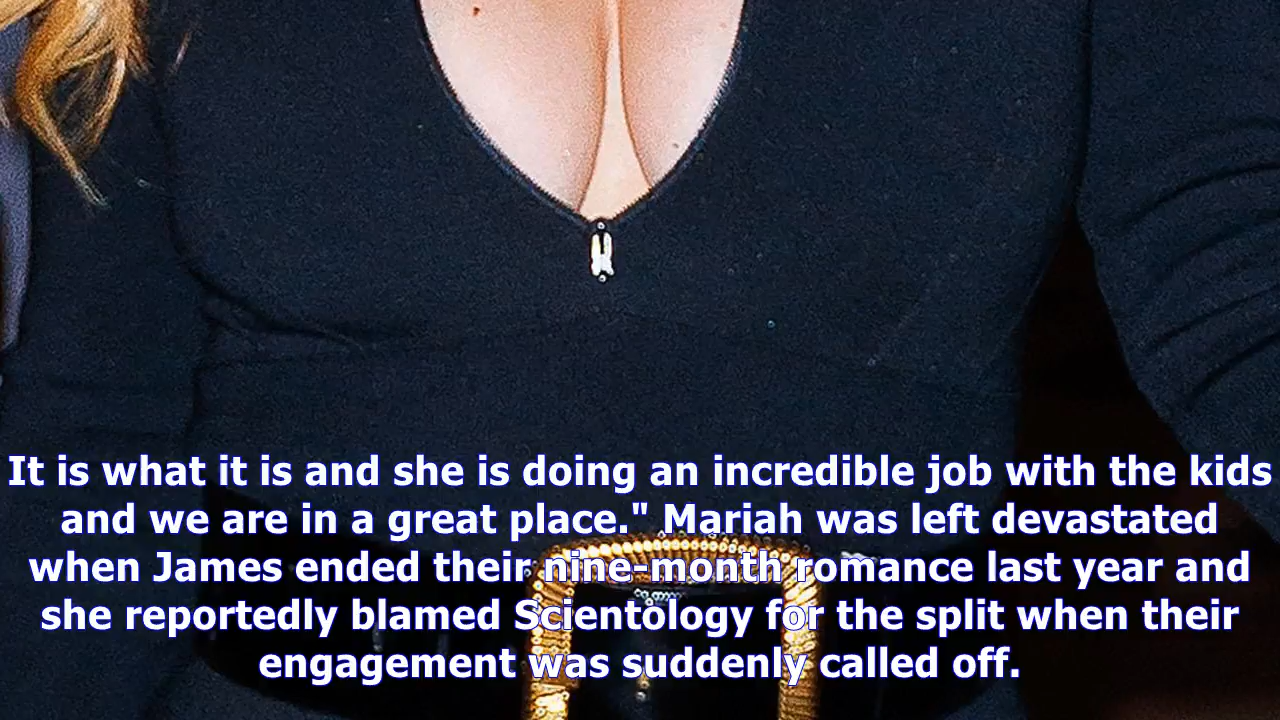 It is what it is and she is doing an incredible job with the kids
and we are in a great place." Mariah was left devastated
when James ended their nine-month romance last year and
she reportedly blamed Scientology for the split when their
engagement was suddenly called off.